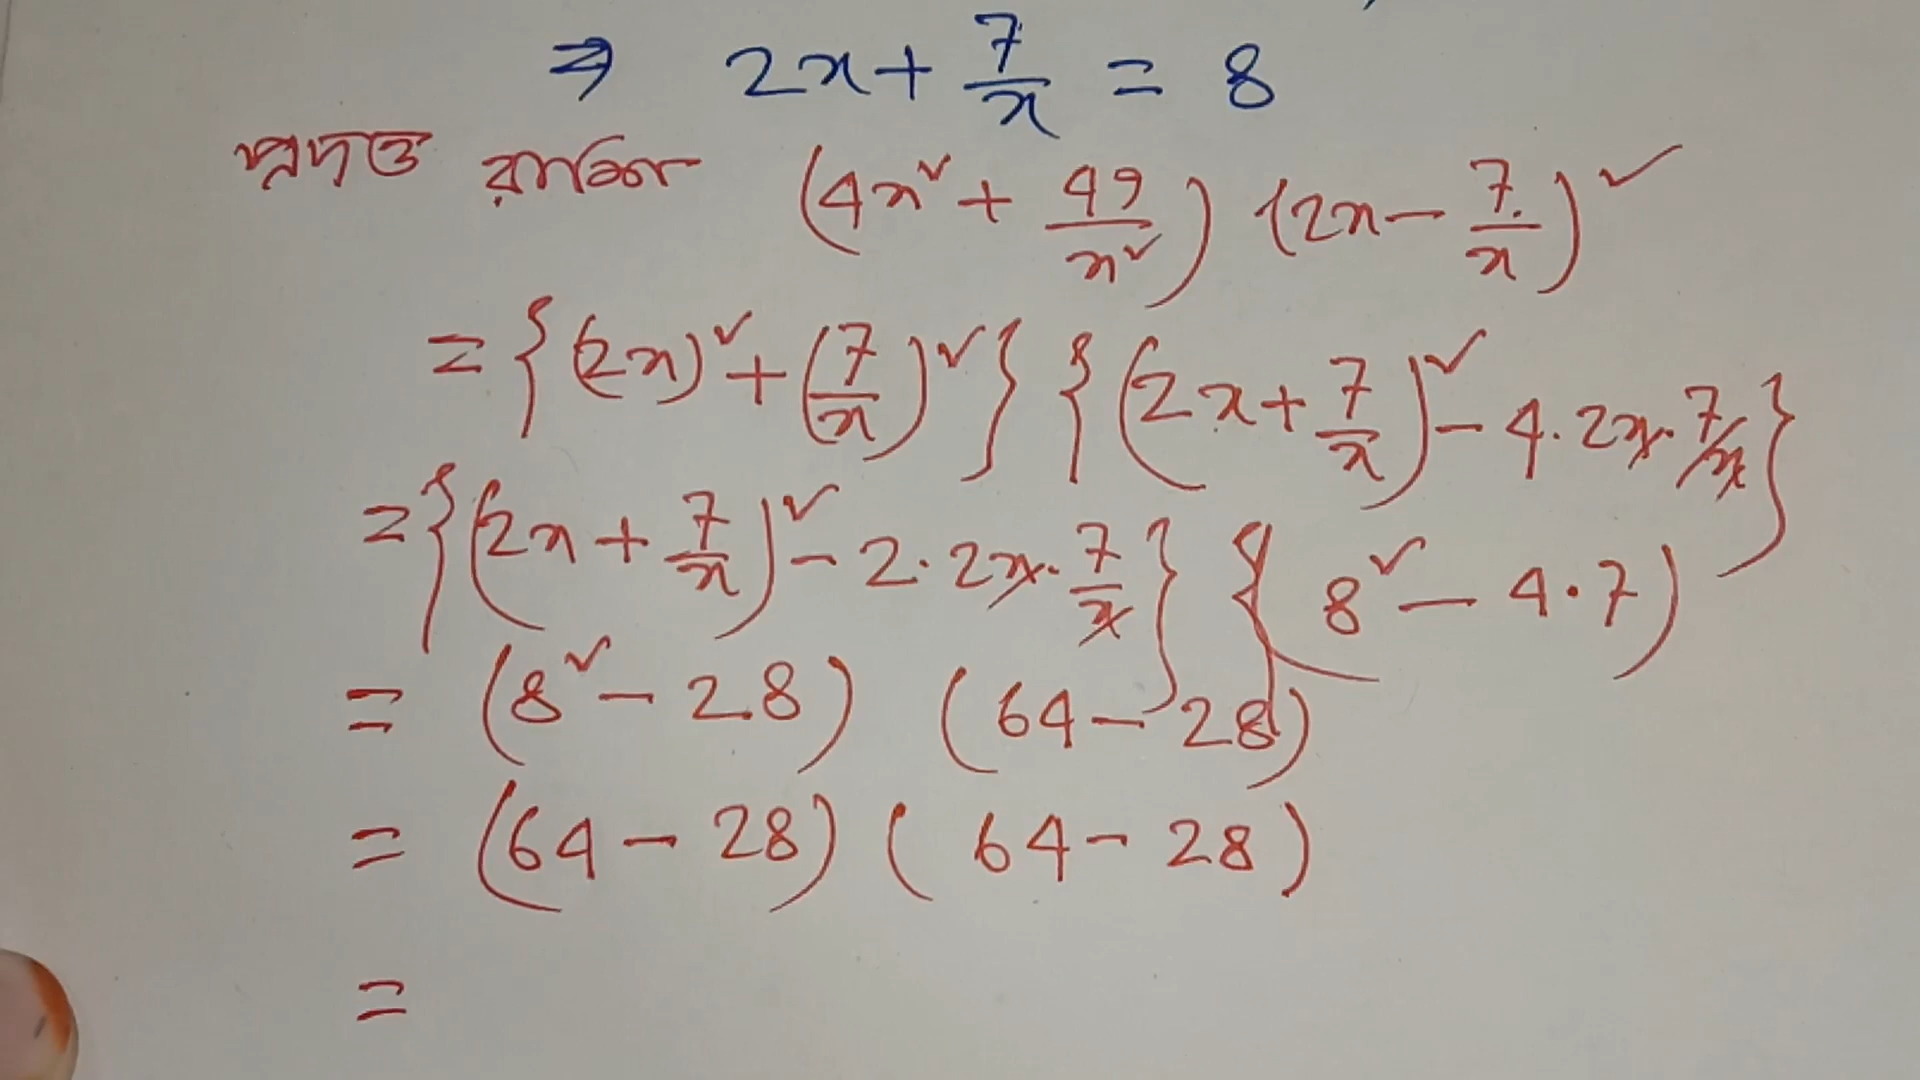 ⇒ 2x + 7/x = 8
প্রদত্ত রাশি (4x² + 49/x²) (2x − 7/x)²
= {(2x)² + (7/x)²} {(2x + 7/x)² − 4.2x.7/x}
= {(2x + 7/x)² − 2.2x.7/x} {8² − 4.7)
= (8² − 28) (64 − 28)
= (64 − 28) (64 − 28)
=